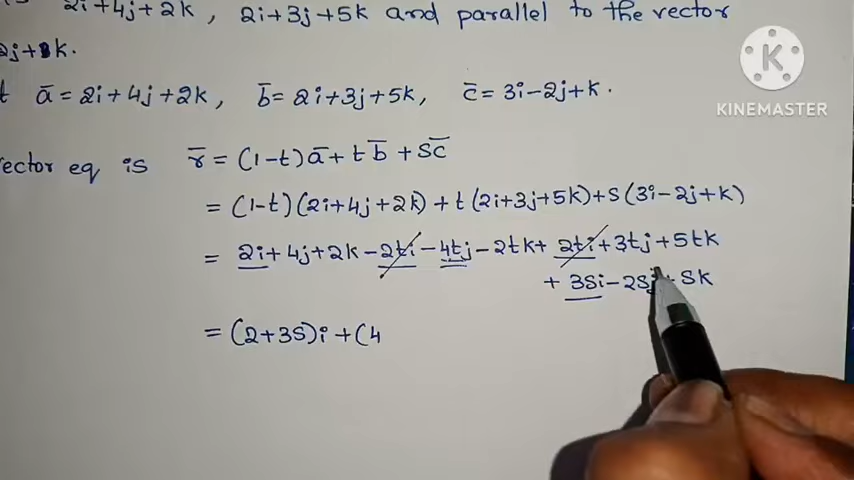 2i+4j+2k, 2i+3j+5k and parallel to the vector
2j+k.
K
KINEMASTER
a̅ = 2i+4j+2k, b̅ = 2i+3j+5k, c̅ = 3i-2j+k.
vector eq is r̅ = (1-t)a̅ + t b̅ + sc̅
= (1-t)(2i+4j+2k) + t(2i+3j+5k)+s(3i-2j+k)
= 2i+4j+2k-2ti-4tj-2tk+2ti+3tj+5tk
+ 3si-2sj+sk
= (2+3s)i+(4